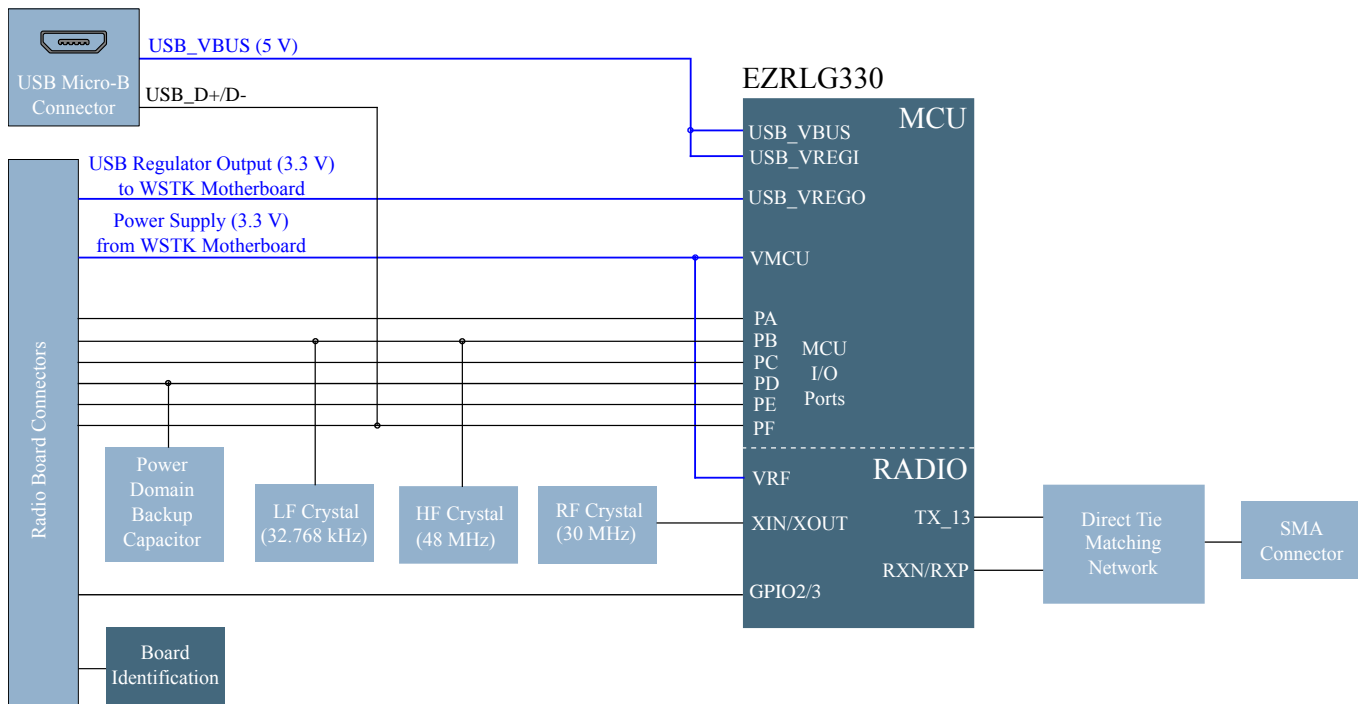 USB Micro-B
Connector
USB_VBUS (5 V)
USB_D+/D-
Radio Board Connectors
USB Regulator Output (3.3 V)
to WSTK Motherboard
Power Supply (3.3 V)
from WSTK Motherboard
EZRLG330
MCU
USB_VBUS
USB_VREGI
USB_VREGO
VMCU
PA
PB
PC
PD
PE
PF
MCU
I/O
Ports
RADIO
VRF
XIN/XOUT
GPIO2/3
TX_13
RXN/RXP
Power
Domain
Backup
Capacitor
LF Crystal
(32.768 kHz)
HF Crystal
(48 MHz)
RF Crystal
(30 MHz)
Direct Tie
Matching
Network
SMA
Connector
Board
Identification